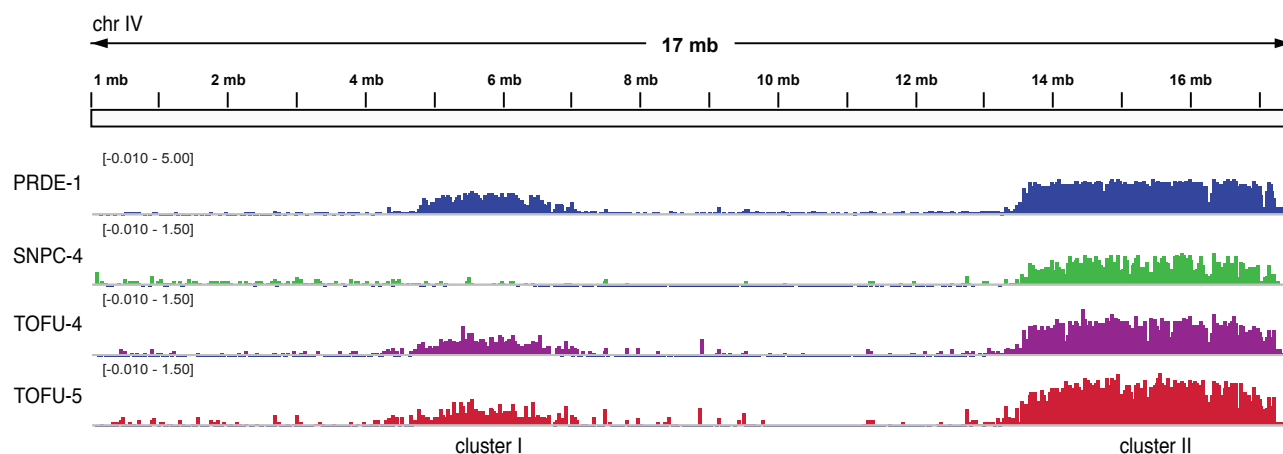 chr IV
17 mb
1 mb 2 mb 4 mb 6 mb 8 mb 10 mb 12 mb 14 mb 16 mb
[-0.010 - 5.00]
PRDE-1
[-0.010 - 1.50]
SNPC-4
[-0.010 - 1.50]
TOFU-4
[-0.010 - 1.50]
TOFU-5
cluster I cluster II